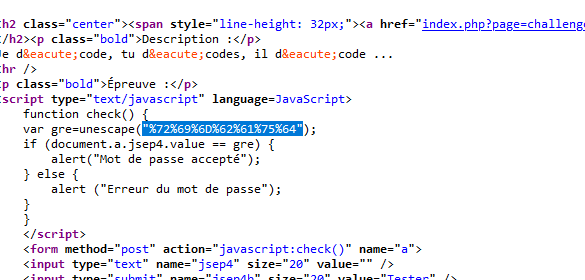 h2 class="center"><span style="line-height: 32px;"><a href="index.php?page=challenge
/h2><p class="bold">Description :</p>
Je d&eacute;code, tu d&eacute;codes, il d&eacute;code ...
hr />
p class="bold">Épreuve :</p>
script type="text/javascript" language=JavaScript>
function check() {
var gre=unescape("%72%69%6D%62%61%75%64");
if (document.a.jsep4.value == gre) {
alert("Mot de passe accepté");
} else {
alert ("Erreur du mot de passe");
}
}
</script>
<form method="post" action="javascript:check()" name="a">
<input type="text" name="jsep4" size="20" value="" />
<input type="submit" name="jsep4b" size="20" value="Tester" />